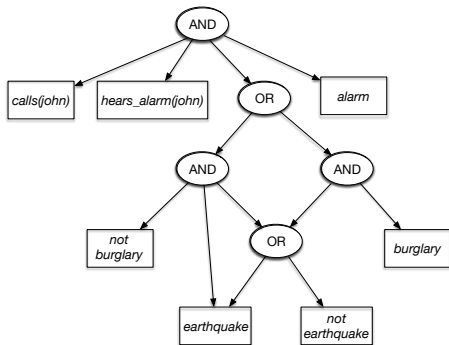 AND
calls(john)
hears_alarm(john)
OR
alarm
AND
AND
not
burglary
OR
burglary
earthquake
not
earthquake